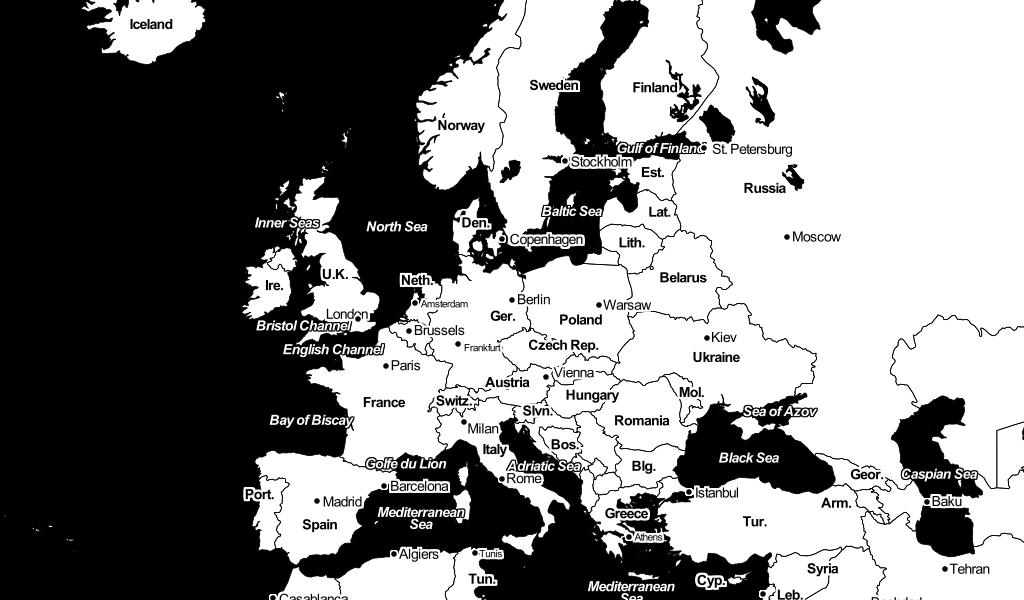 Iceland
Sweden
Finland
Norway
Gulf of Finland
St. Petersburg
Stockholm
Est.
Russia
Baltic Sea
Lat.
Inner Seas
North Sea
Den.
Copenhagen
Lith.
Moscow
U.K.
Neth.
Belarus
Ire.
Amsterdam
Berlin
Warsaw
London
Ger.
Poland
Bristol Channel
Brussels
Kiev
English Channel
Frankfurt
Czech Rep.
Ukraine
Paris
Vienna
Austria
France
Switz.
Hungary
Mol.
Slvn.
Sea of Azov
Bay of Biscay
Milan
Romania
Italy
Bos.
Golfe du Lion
Adriatic Sea
Blg.
Black Sea
Geor.
Caspian Sea
Rome
Barcelona
Port.
Madrid
Istanbul
Arm.
Baku
Mediterranean
Sea
Spain
Greece
Tur.
Athens
Algiers
Tunis
Syria
Tehran
Tun.
Cyp.
Mediterranean
Sea
Leb.
Casablanca
Baghdad